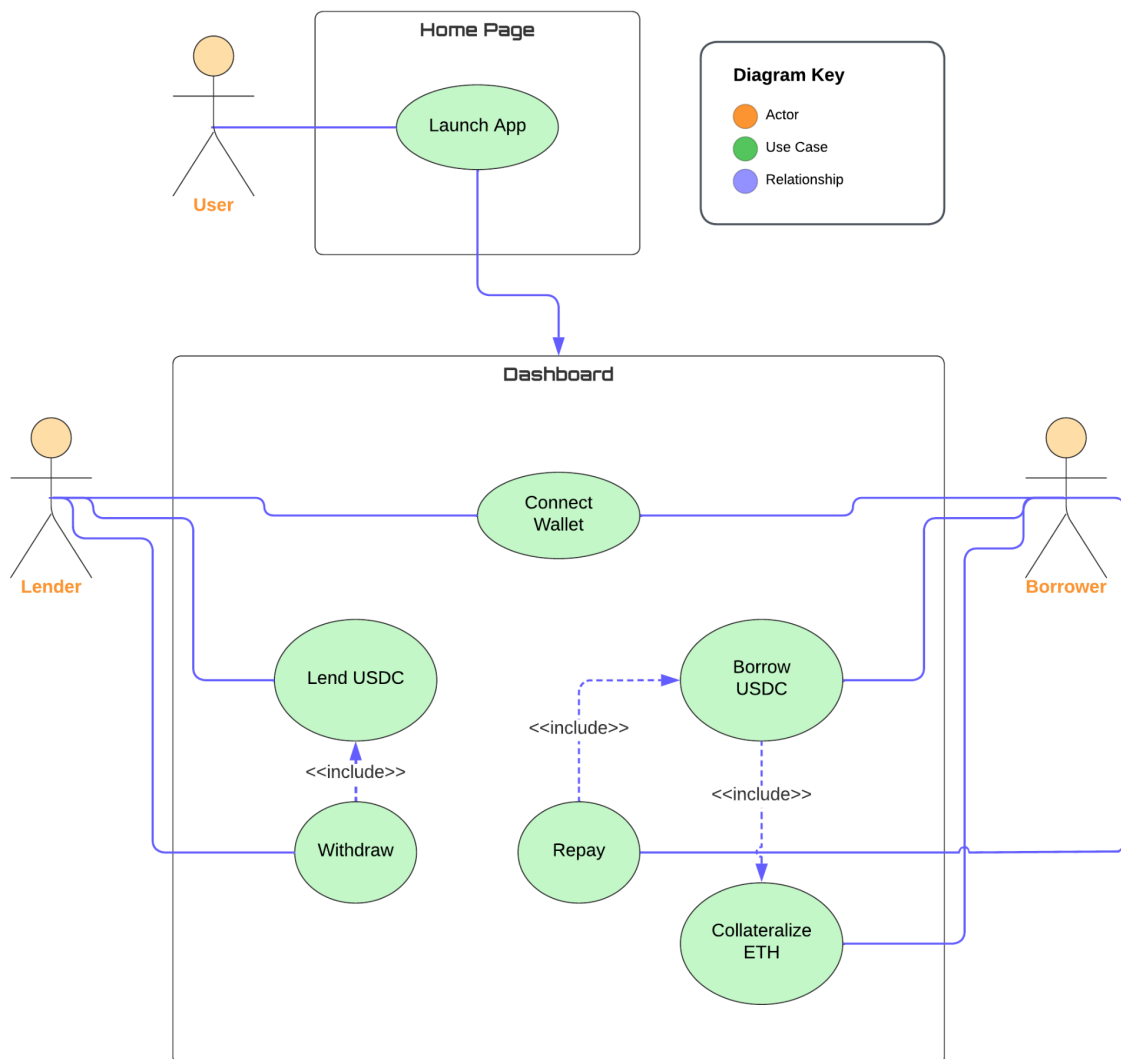 Home Page
Launch App
User
Diagram Key
Actor
Use Case
Relationship
Dashboard
Connect
Wallet
Lender
Borrower
Lend USDC
Borrow
USDC
<<include>>
<<include>>
<<include>>
Withdraw
Repay
Collateralize
ETH